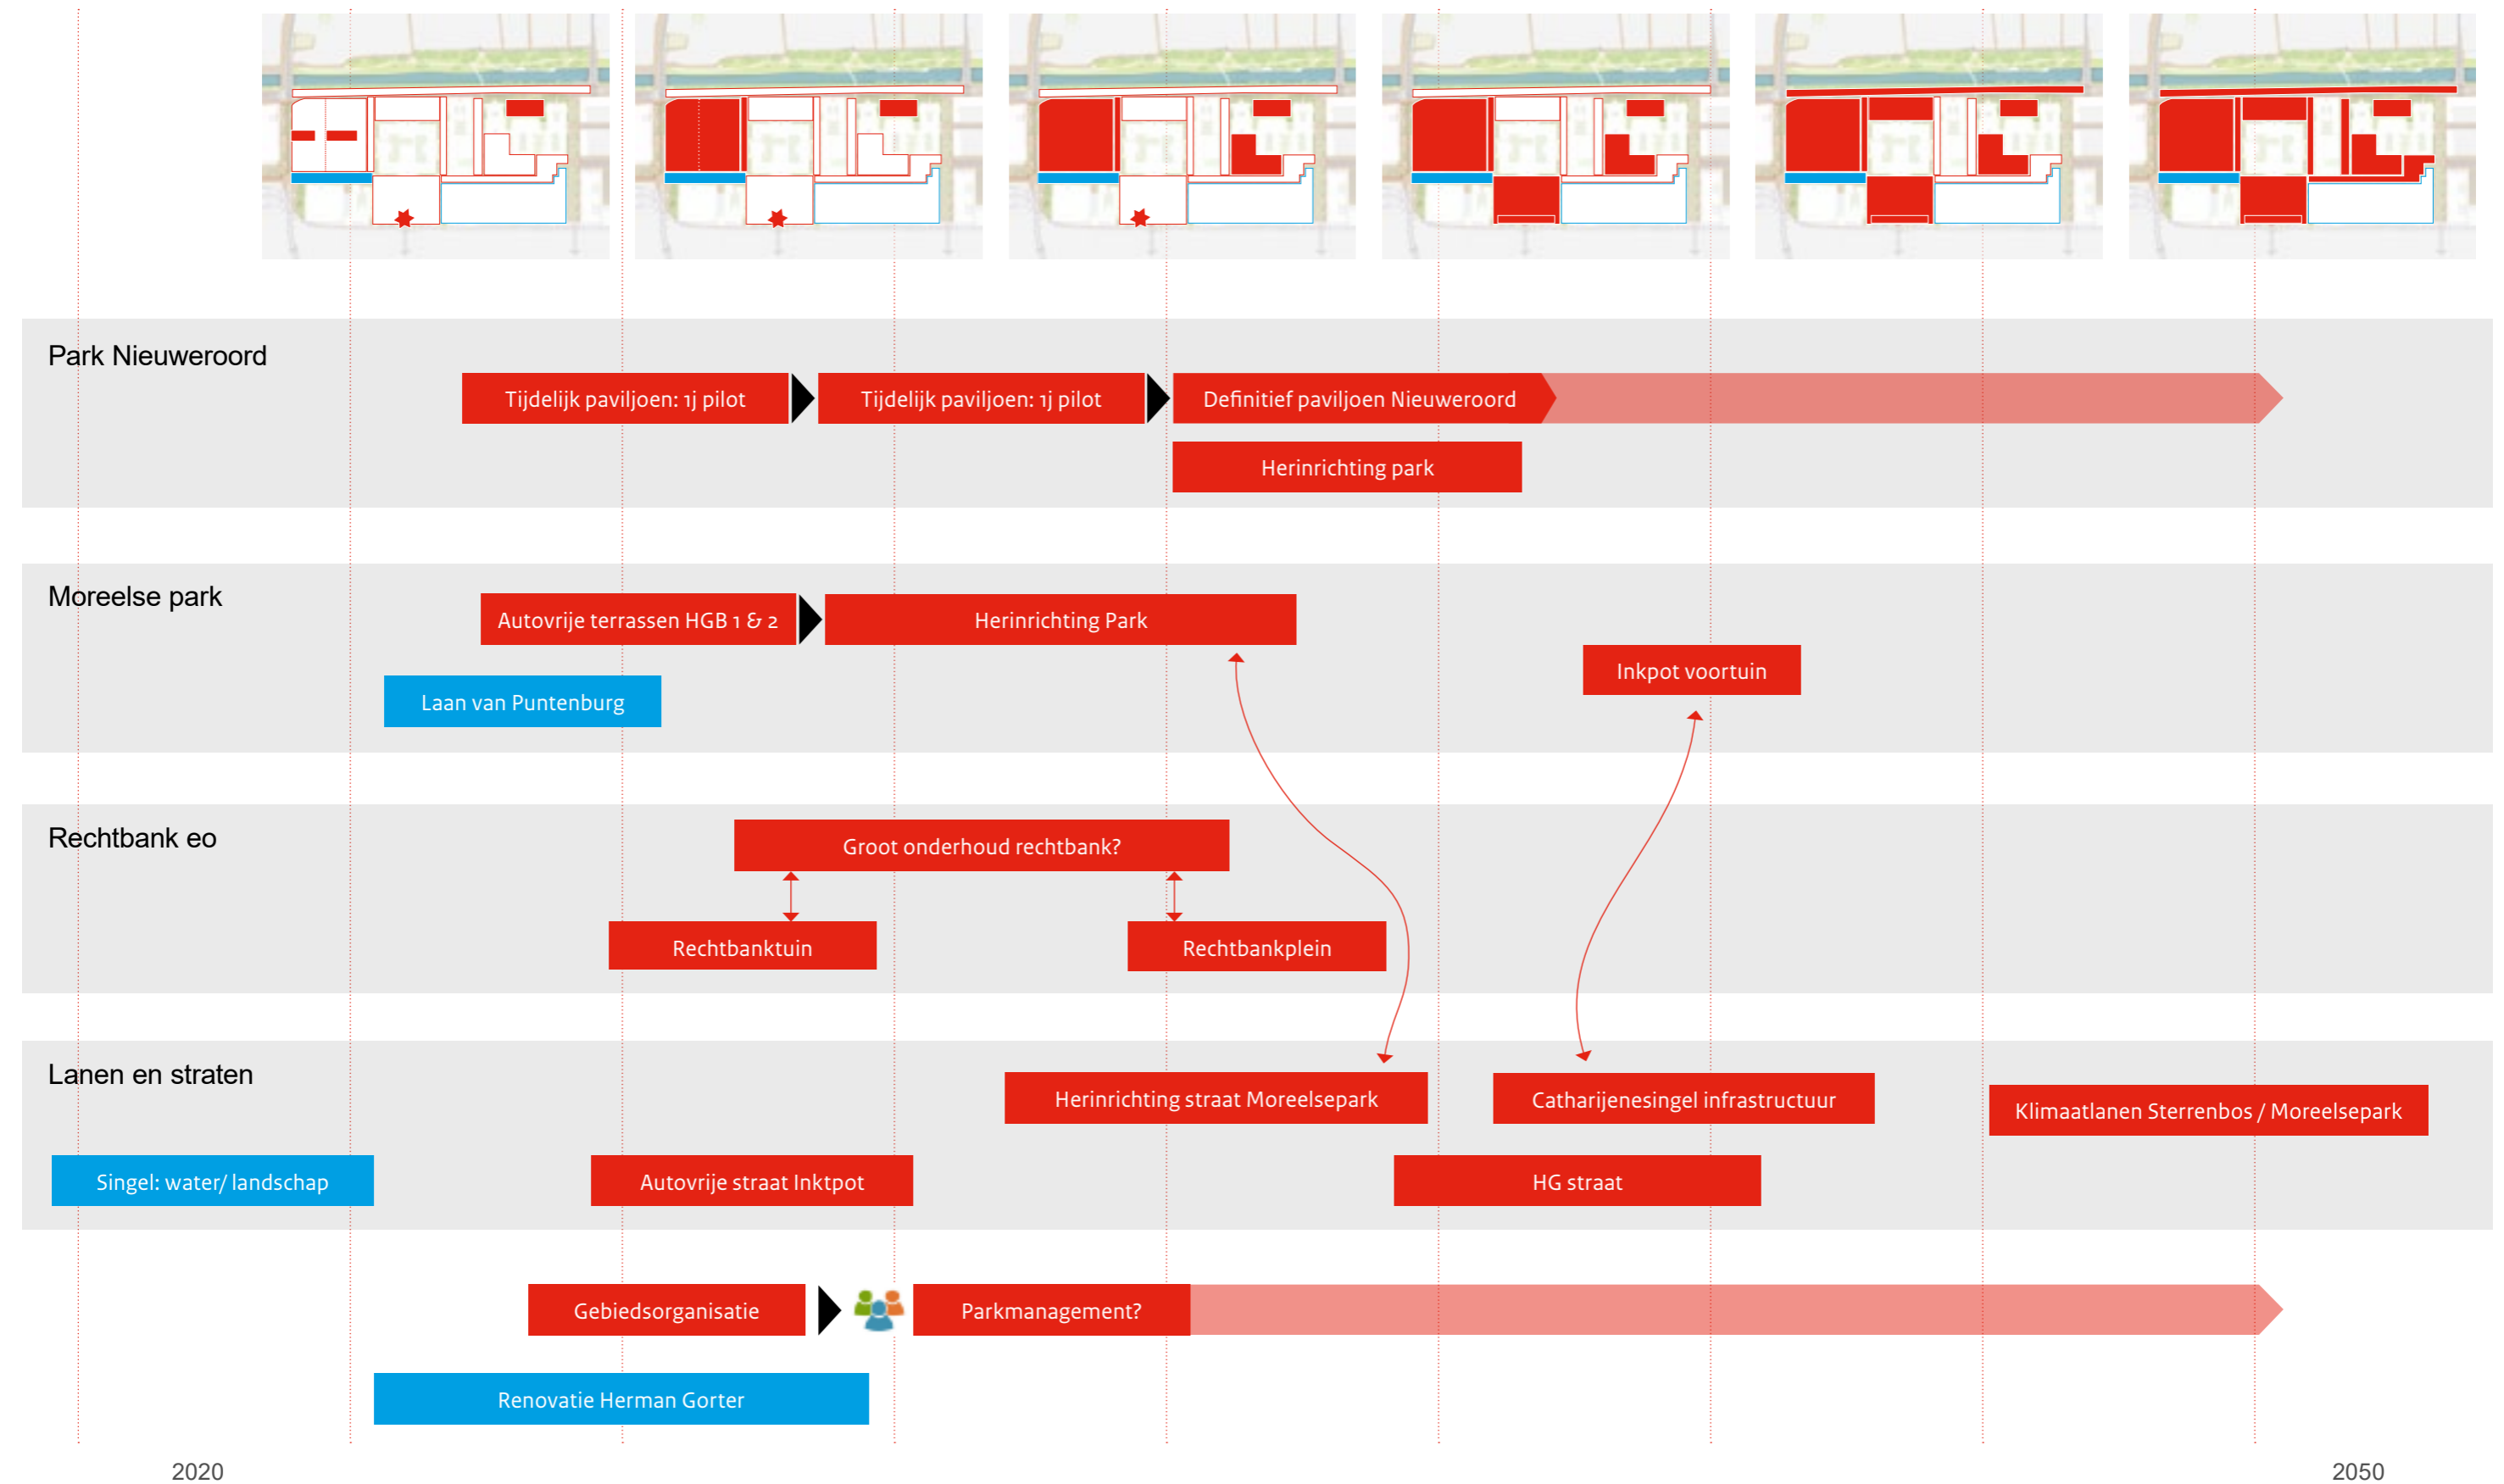 Park Nieuweroord
Tijdelijk paviljoen: 1j pilot
Tijdelijk paviljoen: 1j pilot
Definitief paviljoen Nieuweroord
Herinrichting park
Moreelse park
Autovrije terrassen HGB 1 & 2
Herinrichting Park
Inkpot voortuin
Laan van Puntenburg
Rechtbank eo
Groot onderhoud rechtbank?
Rechtbanktuin
Rechtbankplein
Lanen en straten
Herinrichting straat Moreelsepark
Catharijenesingel infrastructuur
Klimaatlanen Sterrenbos / Moreelsepark
Singel: water/ landschap
Autovrije straat Inktpot
HG straat
Gebiedsorganisatie
Parkmanagement?
Renovatie Herman Gorter
2020
2050